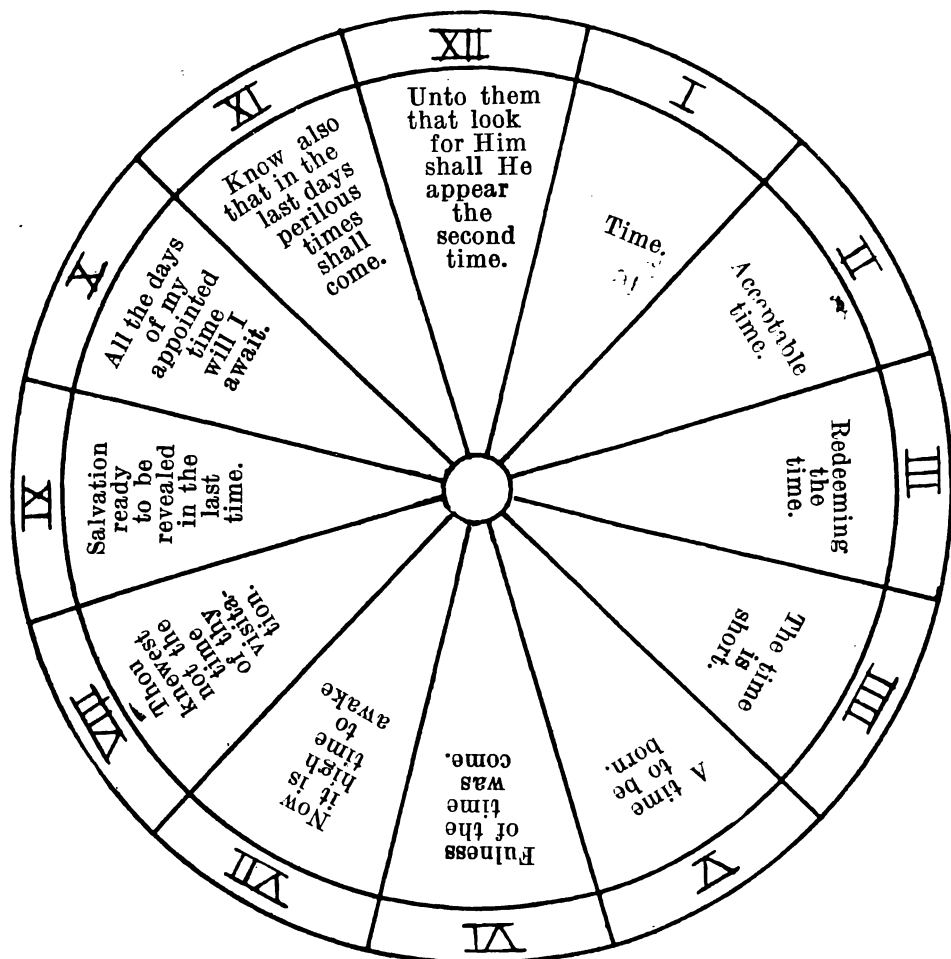 XII
Unto them
that look
for Him
shall He
appear
the
second
time.
I
Time.
II
Acceptable
time.
III
Redeeming
the
time.
IIII
The time
is
short.
V
A
time
to be
born.
VI
Fulness
of the
time
was
come.
VII
Now is
it
high
time
to
awake
VIII
Thou
knewest
not the
time
of thy
visita-
tion.
IX
Salvation
ready
to be
revealed
in the
last
time.
X
All the days
of my
appointed
time
will I
await.
XI
Know also
that in the
last days
perilous
times
shall
come.